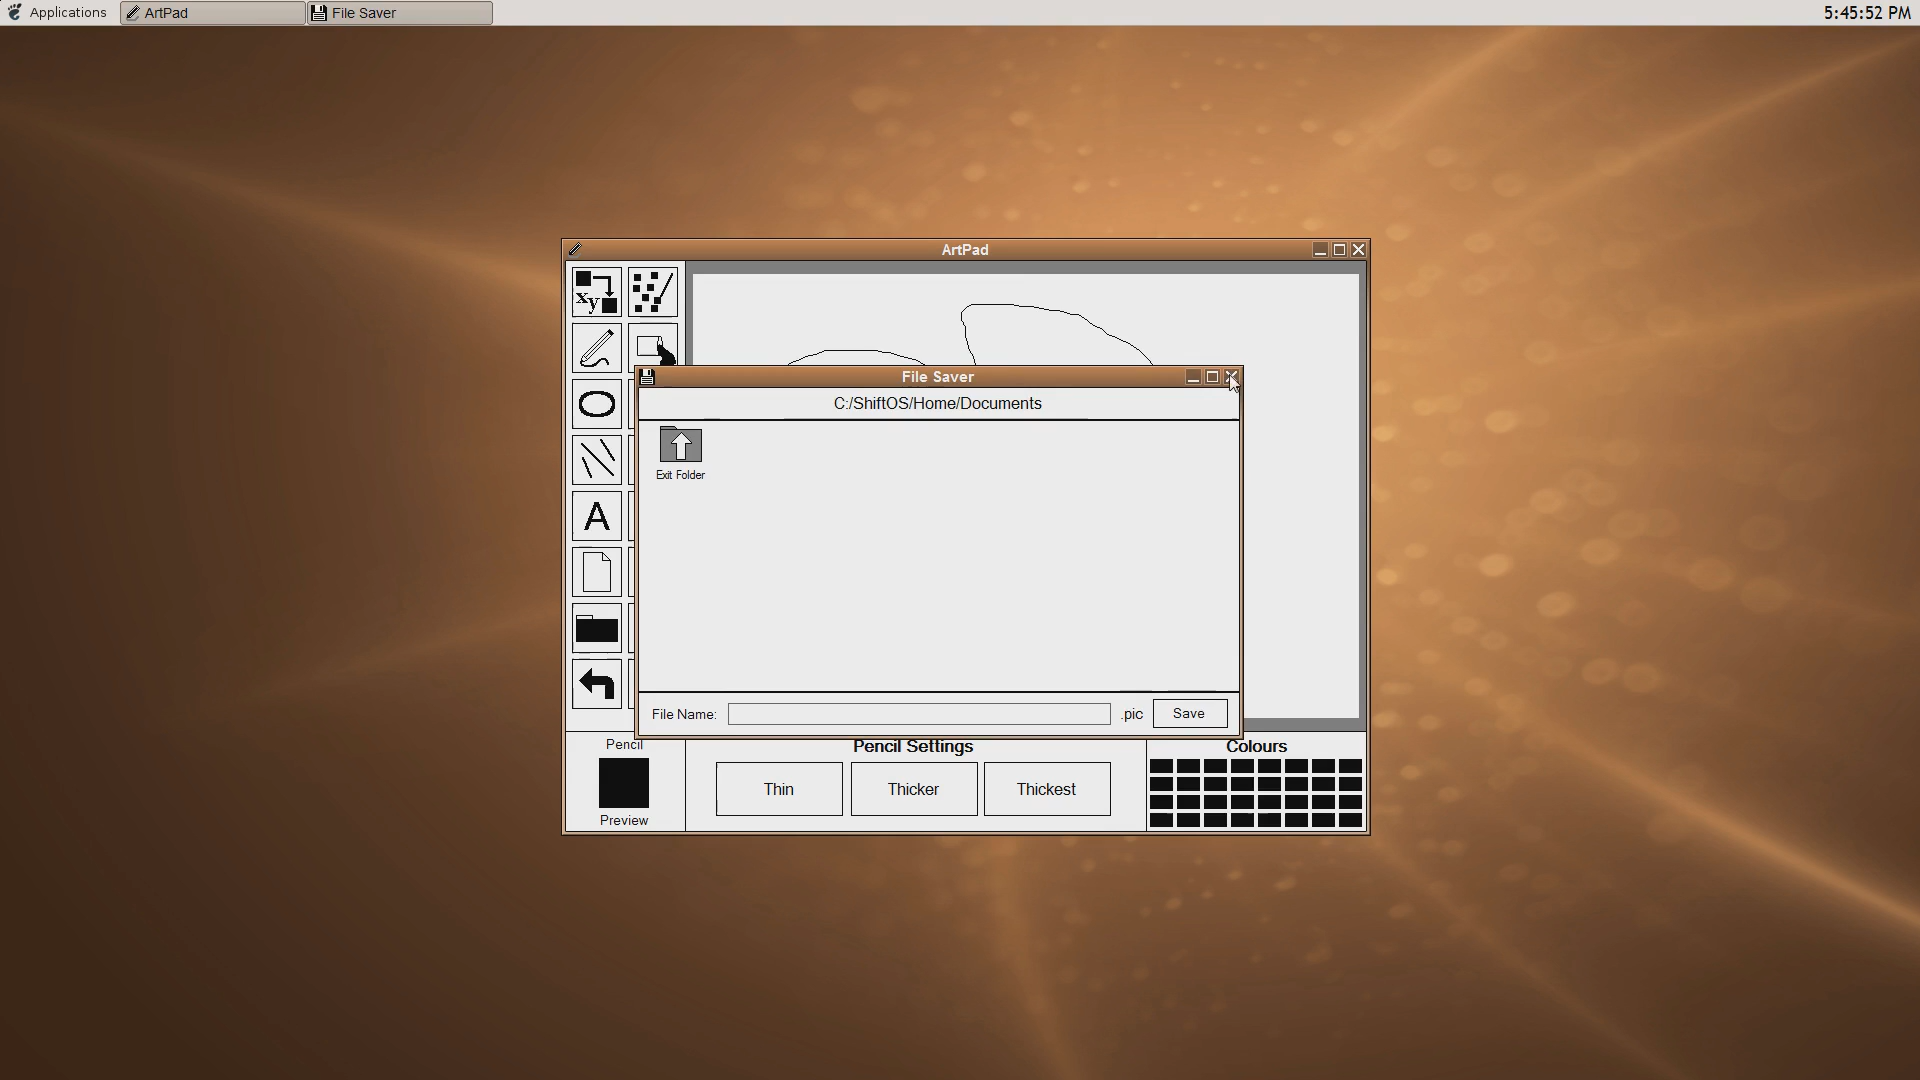 Applications
ArtPad
File Saver
5:45:52 PM
ArtPad
xy
File Saver
C:/ShiftOS/Home/Documents
Exit Folder
A
File Name:
.pic
Save
Pencil
Pencil Settings
Colours
Thin
Thicker
Thickest
Preview